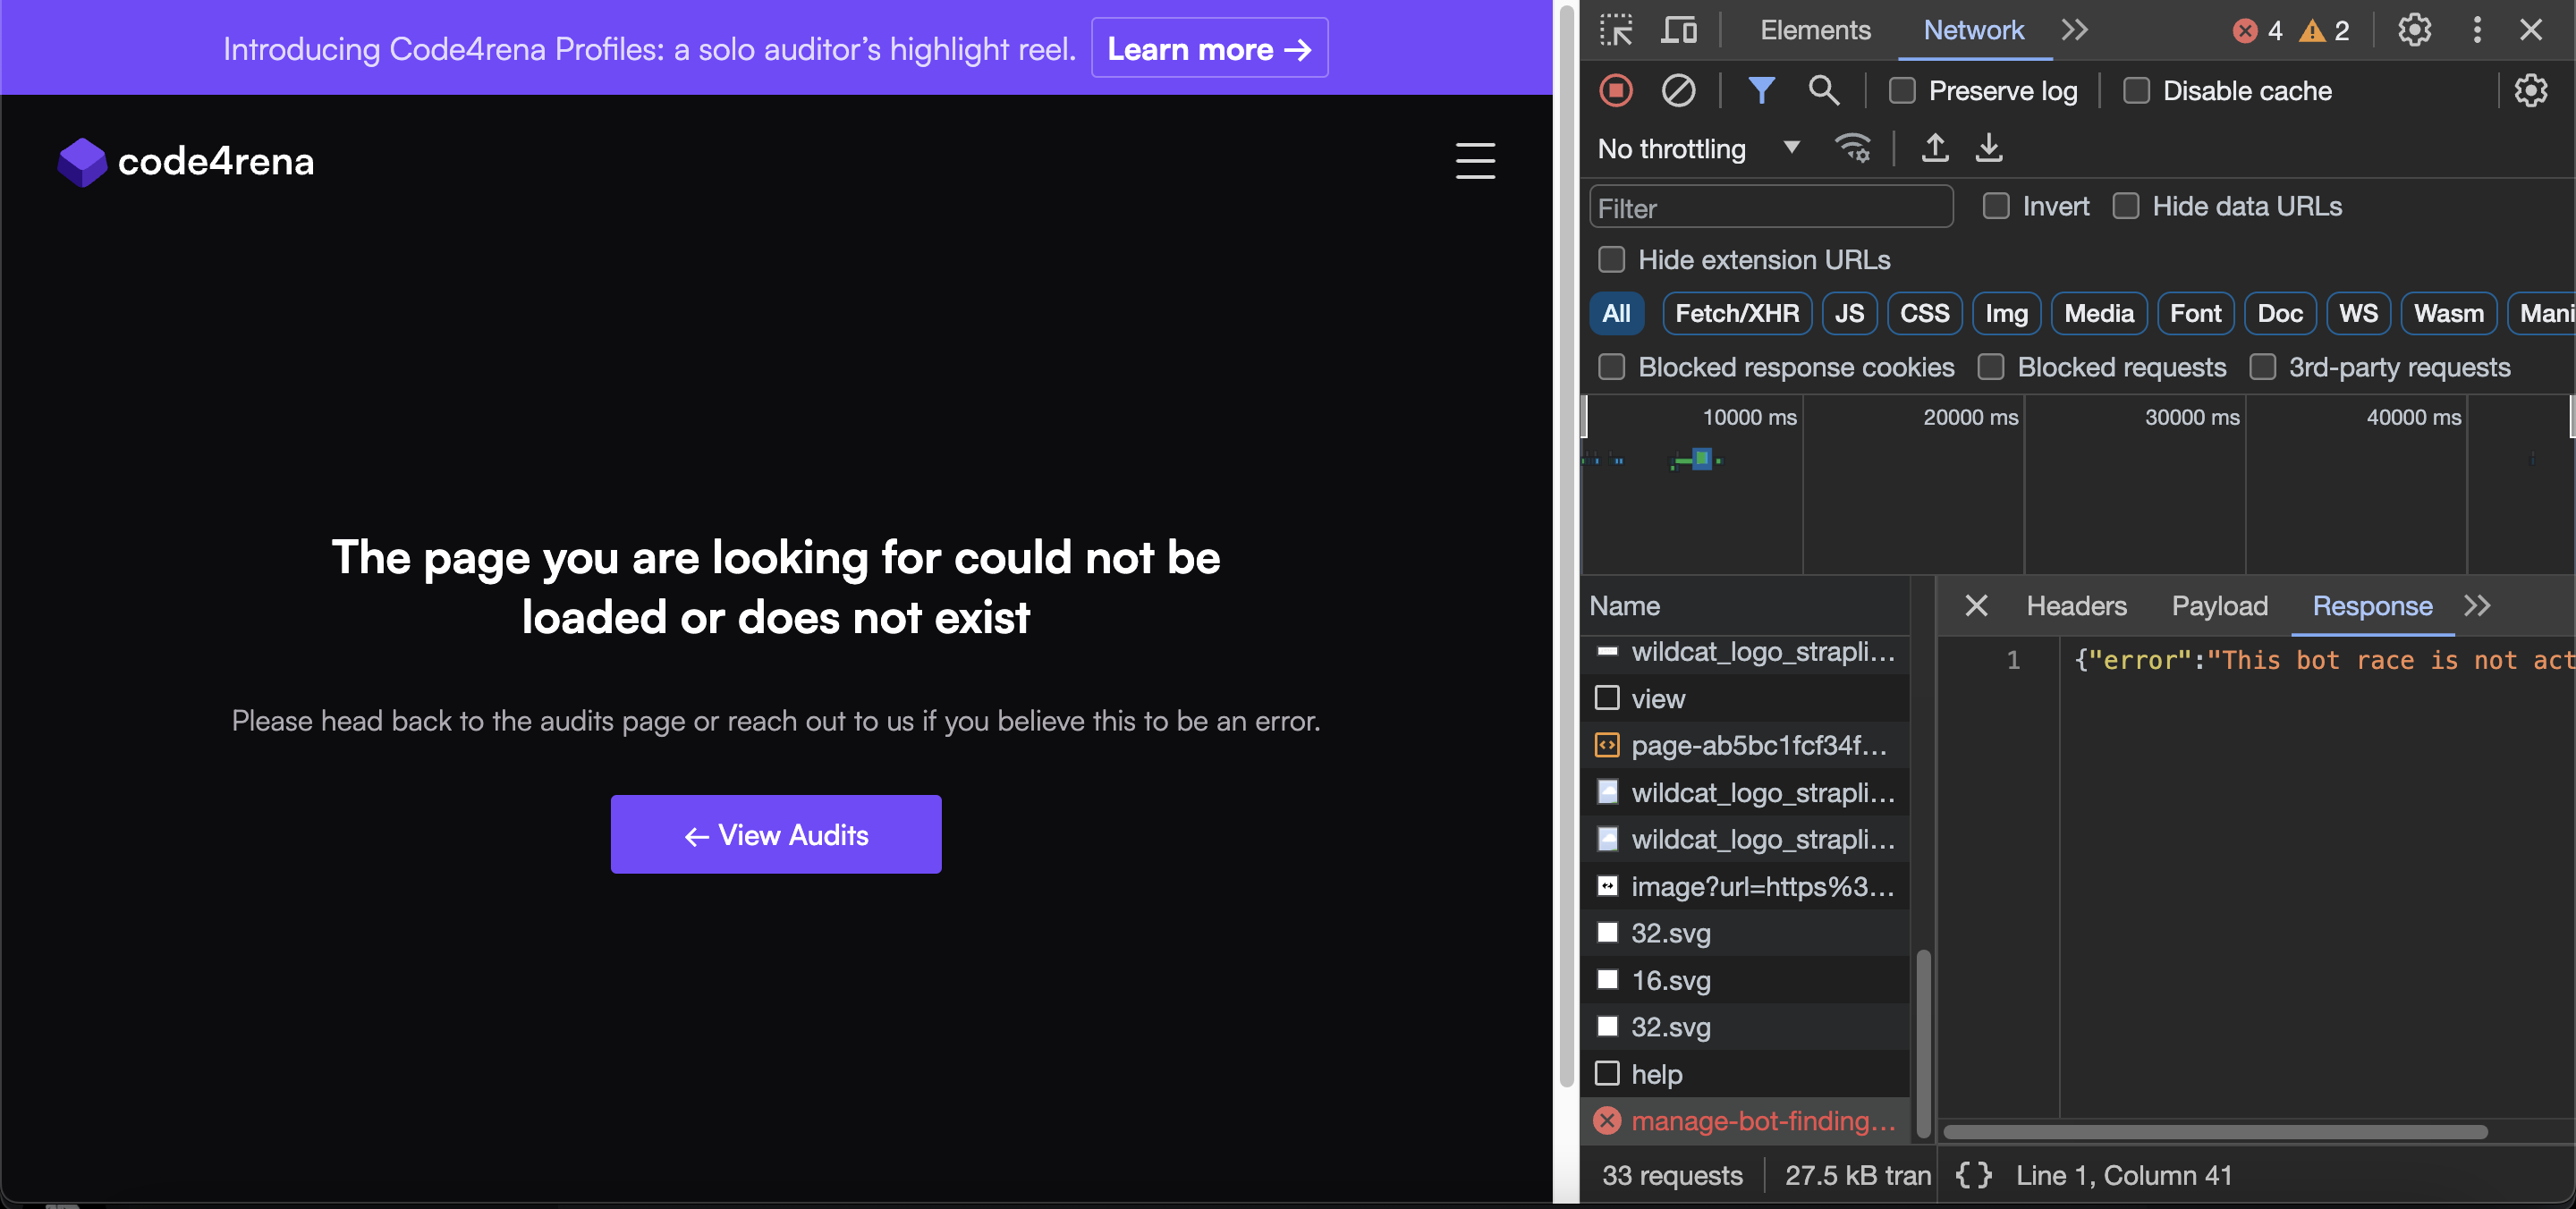 Introducing Code4rena Profiles: a solo auditor's highlight reel. Learn more →
code4rena
The page you are looking for could not be
loaded or does not exist
Please head back to the audits page or reach out to us if you believe this to be an error.
← View Audits
Elements Network 4 2
Preserve log Disable cache
No throttling
Filter Invert Hide data URLs
Hide extension URLs
All Fetch/XHR JS CSS Img Media Font Doc WS Wasm Mani
Blocked response cookies Blocked requests 3rd-party requests
10000 ms 20000 ms 30000 ms 40000 ms
Name
wildcat_logo_strapli...
view
page-ab5bc1fcf34f...
wildcat_logo_strapli...
wildcat_logo_strapli...
image?url=https%3...
32.svg
16.svg
32.svg
help
manage-bot-finding...
33 requests 27.5 kB tran
Headers Payload Response
1 {"error":"This bot race is not act
{} Line 1, Column 41